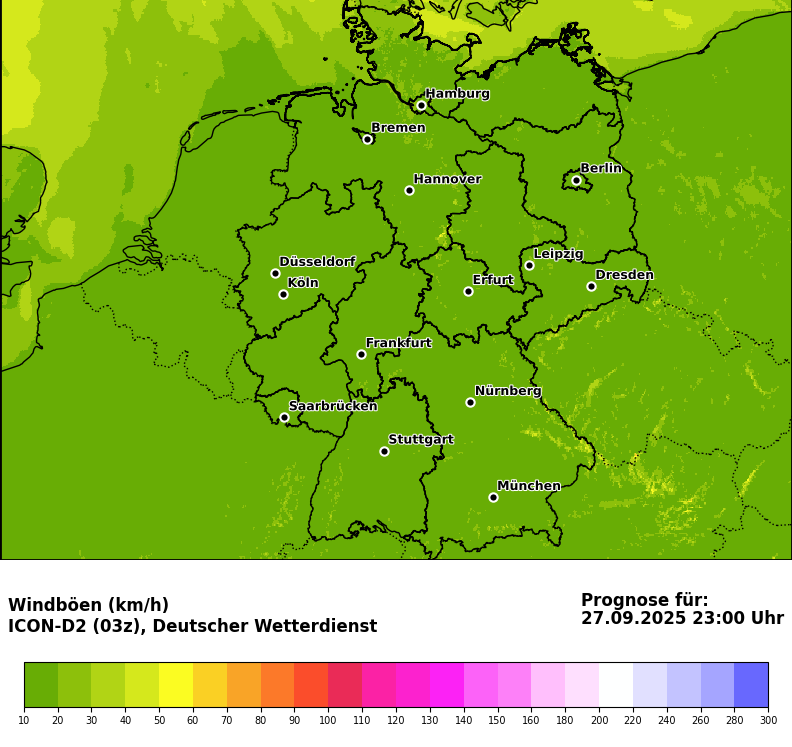 Hamburg
Bremen
Berlin
Hannover
Leipzig
Düsseldorf
Dresden
Köln
Erfurt
Frankfurt
Nürnberg
Saarbrücken
Stuttgart
München
Windböen (km/h)
ICON-D2 (03z), Deutscher Wetterdienst
Prognose für:
27.09.2025 23:00 Uhr
10 20 30 40 50 60 70 80 90 100 110 120 130 140 150 160 180 200 220 240 260 280 300